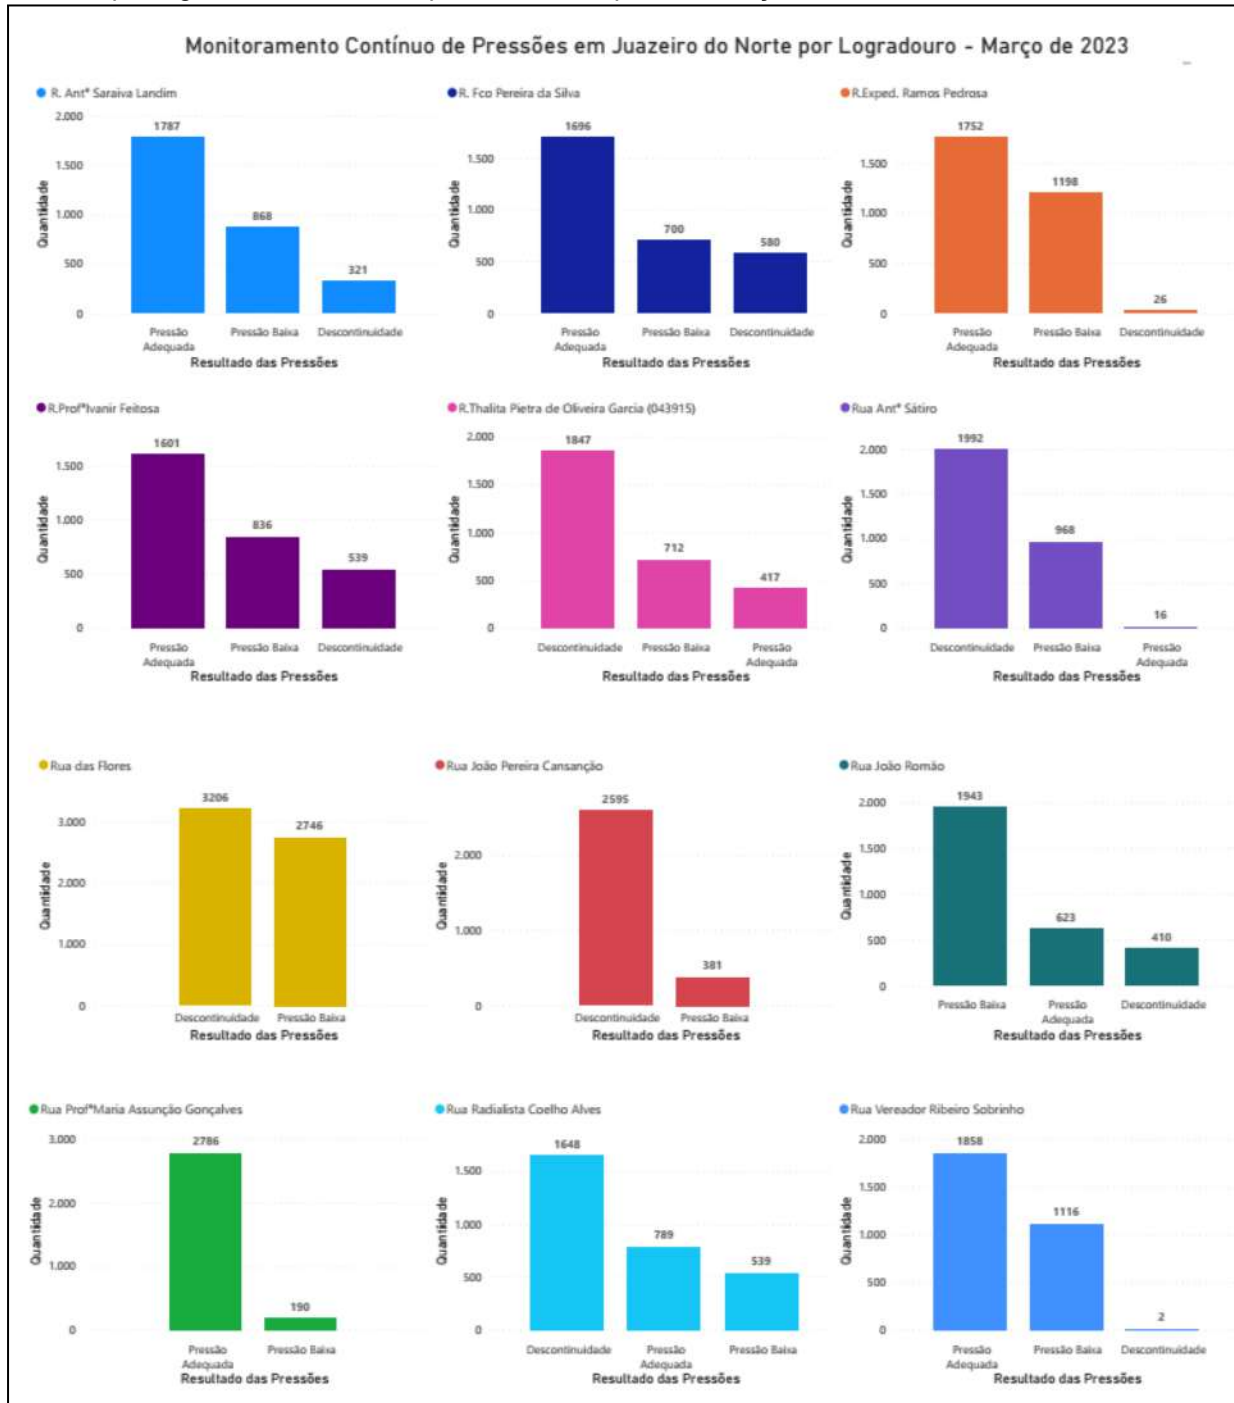 Monitoramento Contínuo de Pressões em Juazeiro do Norte por Logradouro - Março de 2023
R. Antª Saraiva Landim
2.000
1.500
1.000
500
0
Quantidade
1787
868
321
Pressão Adequada
Pressão Baixa
Descontinuidade
Resultado das Pressões
R. Fco Pereira da Silva
1.500
1.000
500
0
Quantidade
1696
700
580
Pressão Adequada
Pressão Baixa
Descontinuidade
Resultado das Pressões
R.Exped. Ramos Pedrosa
1.500
1.000
500
0
Quantidade
1752
1198
26
Pressão Adequada
Pressão Baixa
Descontinuidade
Resultado das Pressões
R.ProfªIvanir Feitosa
1.500
1.000
500
0
Quantidade
1601
836
539
Pressão Adequada
Pressão Baixa
Descontinuidade
Resultado das Pressões
R.Thalita Pietra de Oliveira Garcia (043915)
2.000
1.500
1.000
500
0
Quantidade
1847
712
417
Descontinuidade
Pressão Baixa
Pressão Adequada
Resultado das Pressões
Rua Antª Sátiro
2.000
1.500
1.000
500
0
Quantidade
1992
968
16
Descontinuidade
Pressão Baixa
Pressão Adequada
Resultado das Pressões
Rua das Flores
3.000
2.000
1.000
0
Quantidade
3206
2746
Descontinuidade
Pressão Baixa
Resultado das Pressões
Rua João Pereira Cansanção
2.000
1.000
0
Quantidade
2595
381
Descontinuidade
Pressão Baixa
Resultado das Pressões
Rua João Romão
2.000
1.500
1.000
500
0
Quantidade
1943
623
410
Pressão Baixa
Pressão Adequada
Descontinuidade
Resultado das Pressões
Rua ProfªMaria Assunção Gonçalves
3.000
2.000
1.000
0
Quantidade
2786
190
Pressão Adequada
Pressão Baixa
Resultado das Pressões
Rua Radialista Coelho Alves
1.500
1.000
500
0
Quantidade
1648
789
539
Descontinuidade
Pressão Adequada
Pressão Baixa
Resultado das Pressões
Rua Vereador Ribeiro Sobrinho
2.000
1.500
1.000
500
0
Quantidade
1858
1116
2
Pressão Adequada
Pressão Baixa
Descontinuidade
Resultado das Pressões